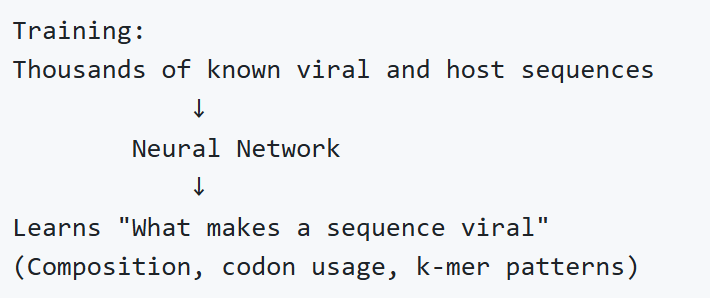 Training:
Thousands of known viral and host sequences
↓
Neural Network
↓
Learns "What makes a sequence viral"
(Composition, codon usage, k-mer patterns)